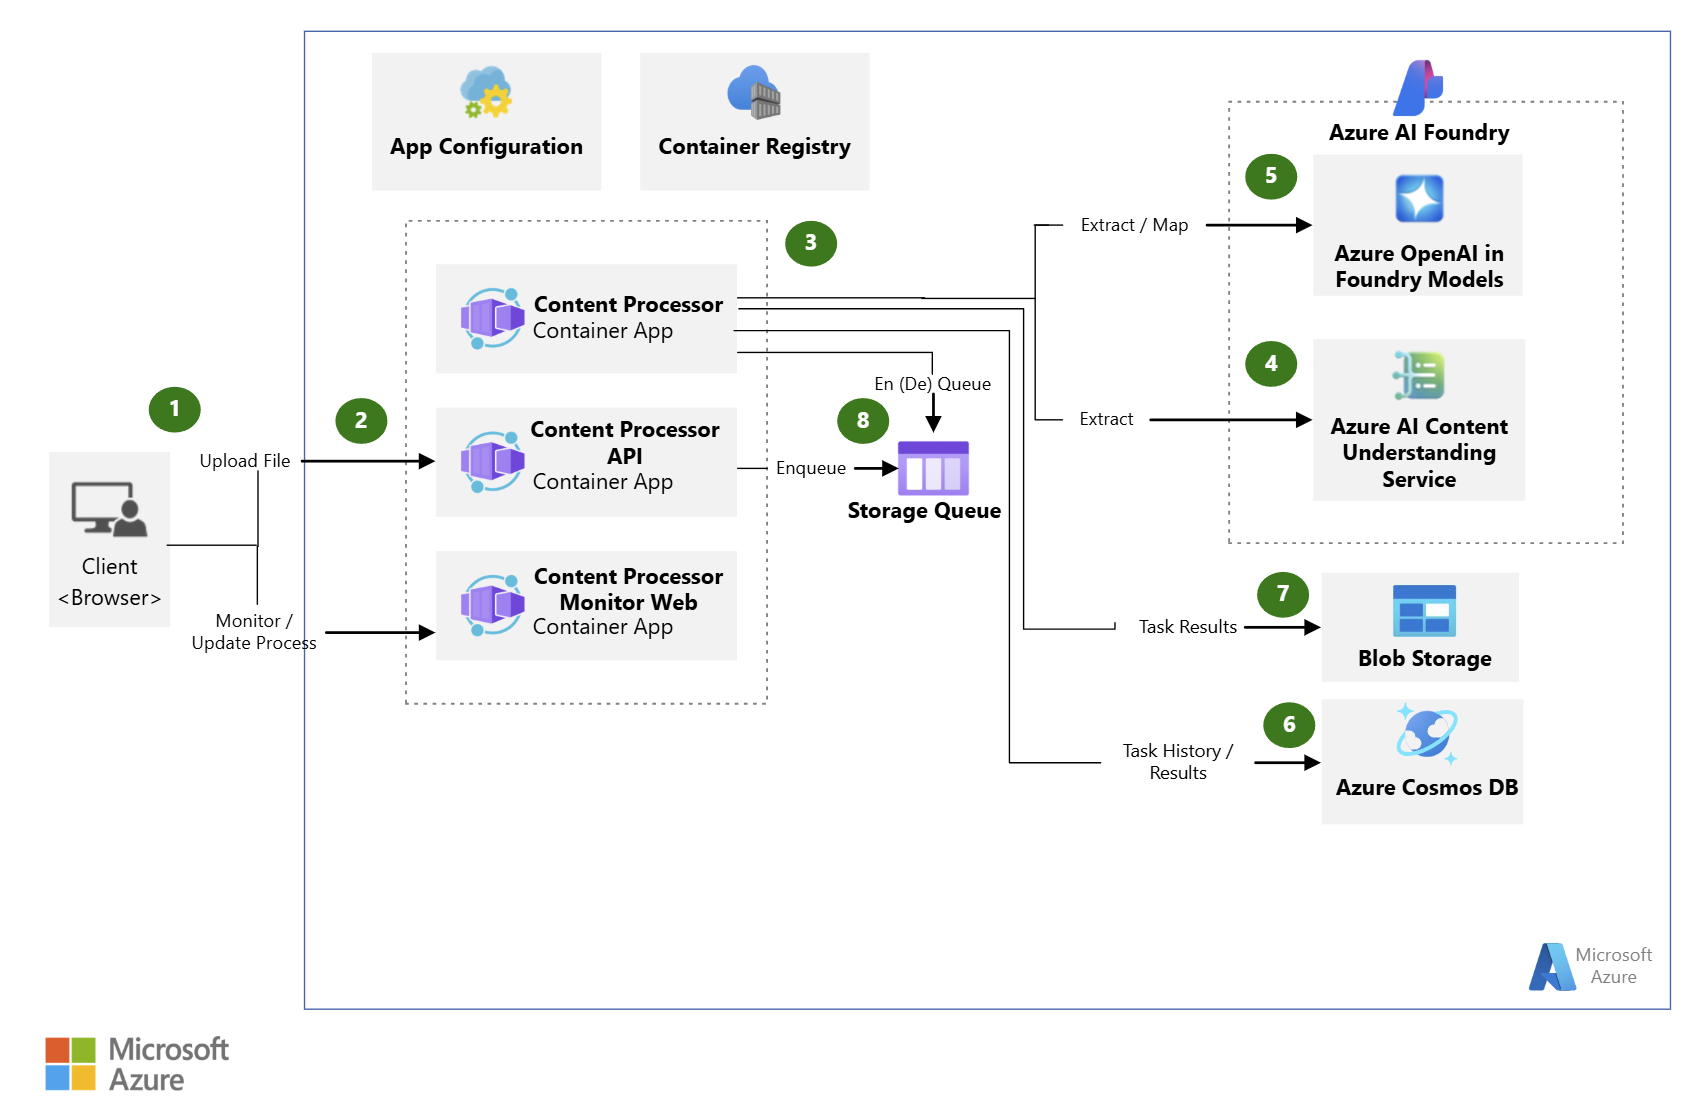 App Configuration
Container Registry
Azure AI Foundry
5
Azure OpenAI in
Foundry Models
3
Extract / Map
Content Processor
Container App
4
Azure AI Content
Understanding
Service
Extract
En (De) Queue
1
2
8
Upload File
Content Processor
API
Container App
Enqueue
Storage Queue
Client
<Browser>
Monitor /
Update Process
Content Processor
Monitor Web
Container App
7
Task Results
Blob Storage
6
Task History /
Results
Azure Cosmos DB
Microsoft
Azure
Microsoft
Azure